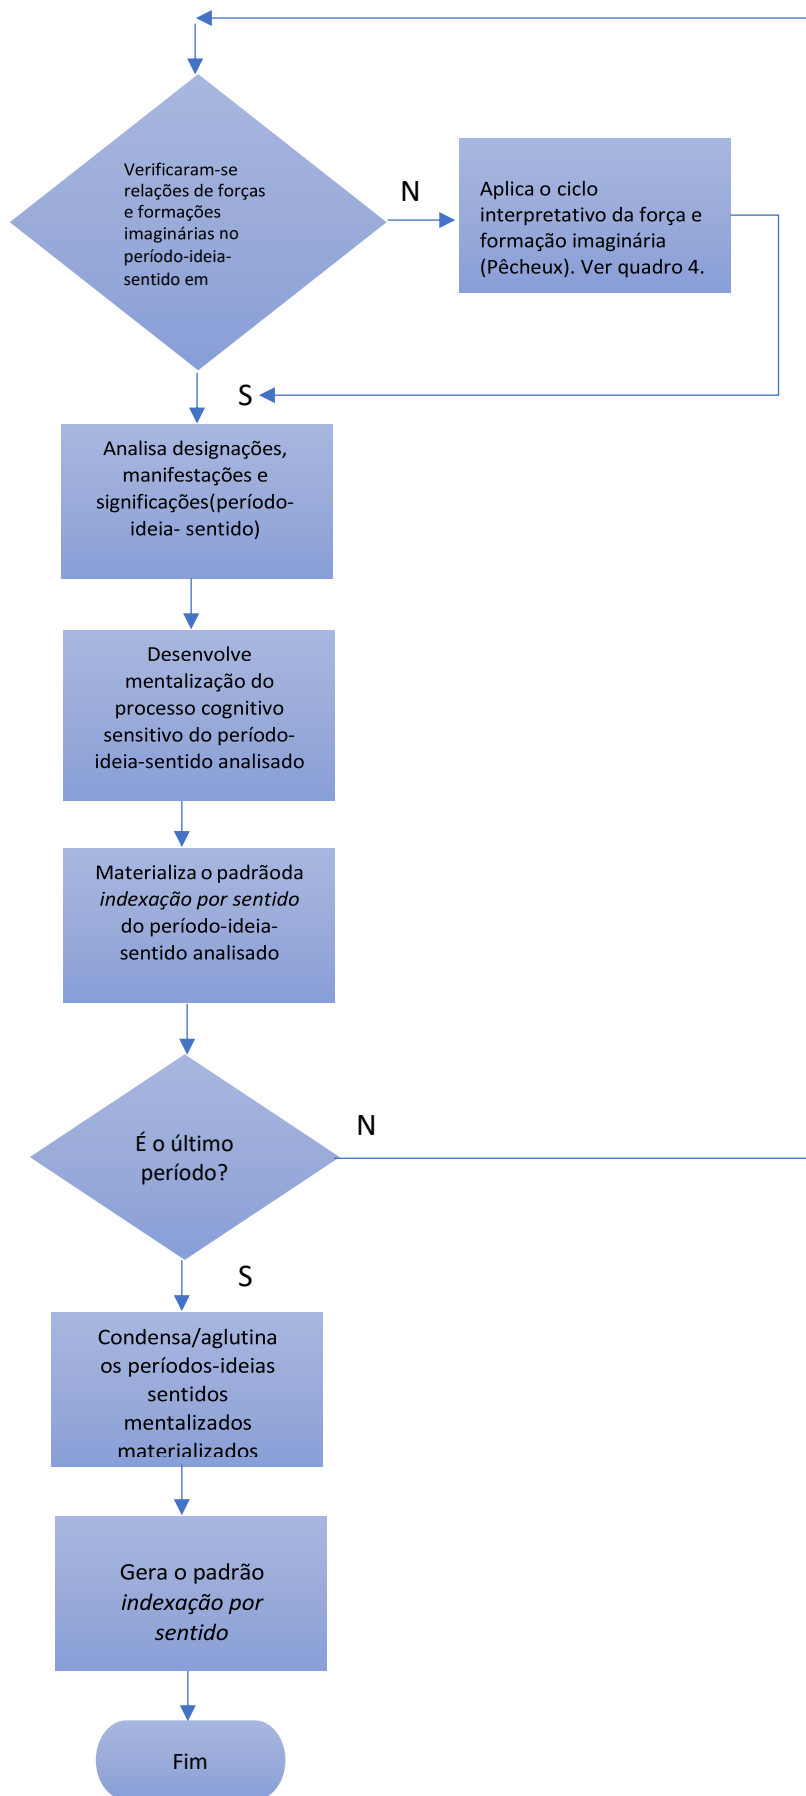 Verificaram-se
relações de forças
e formações
imaginárias no
período-ideia-
sentido em
N
Aplica o ciclo
interpretativo da força e
formação imaginária
(Pêcheux). Ver quadro 4.
S
Analisa designações,
manifestações e
significações(período-
ideia- sentido)
Desenvolve
mentalização do
processo cognitivo
sensitivo do período-
ideia-sentido analisado
Materializa o padrãoda
indexação por sentido
do período-ideia-
sentido analisado
É o último
período?
N
S
Condensa/aglutina
os períodos-ideias
sentidos
mentalizados
materializados
Gera o padrão
indexação por
sentido
Fim